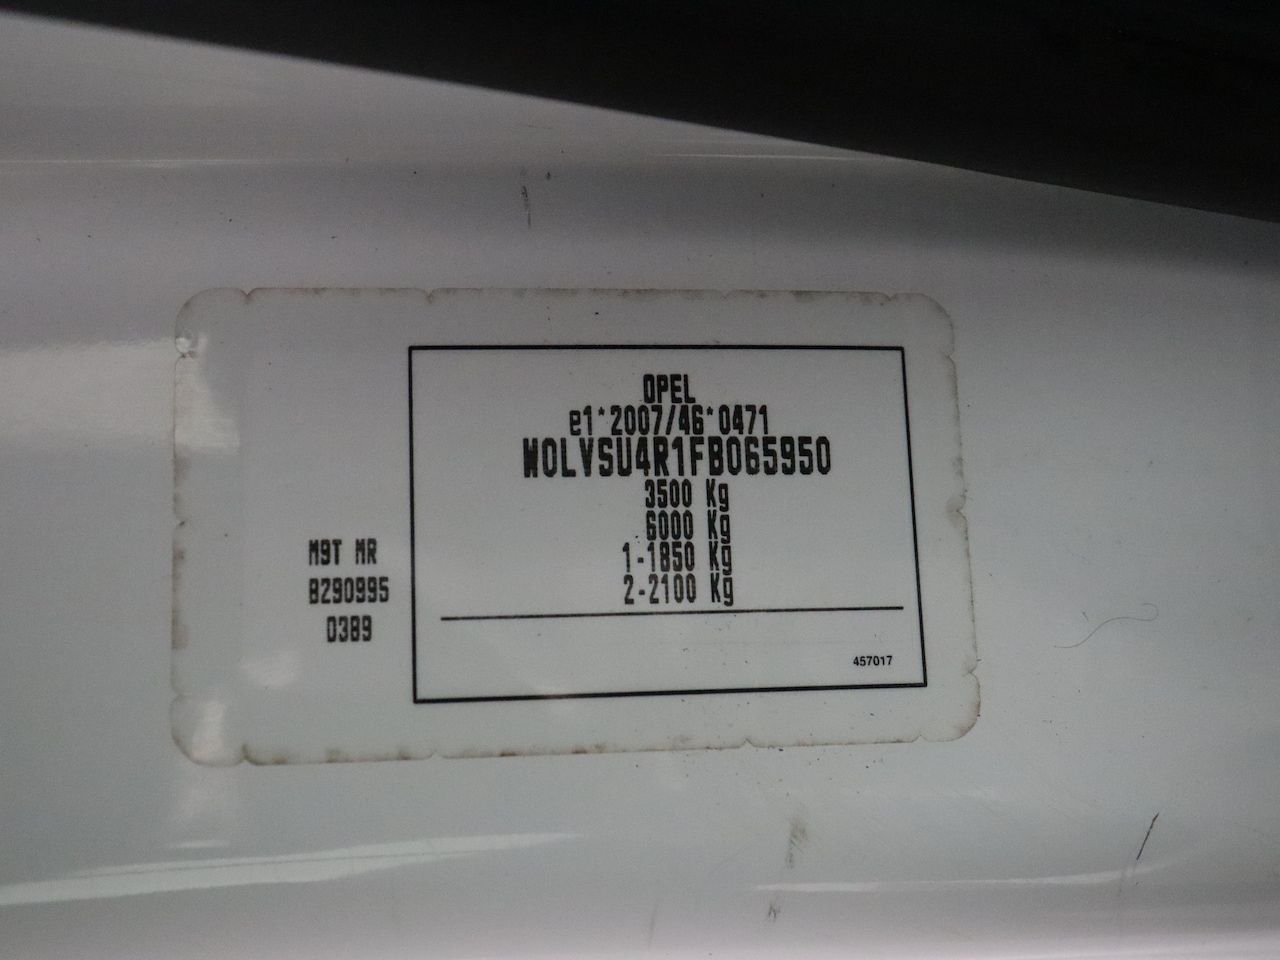 OPEL
e1*2007/46*0471
W0LVSU4R1FB065950
3500 Kg
6000 Kg
1-1850 Kg
2-2100 Kg
M9T MR
B290995
0389
457017